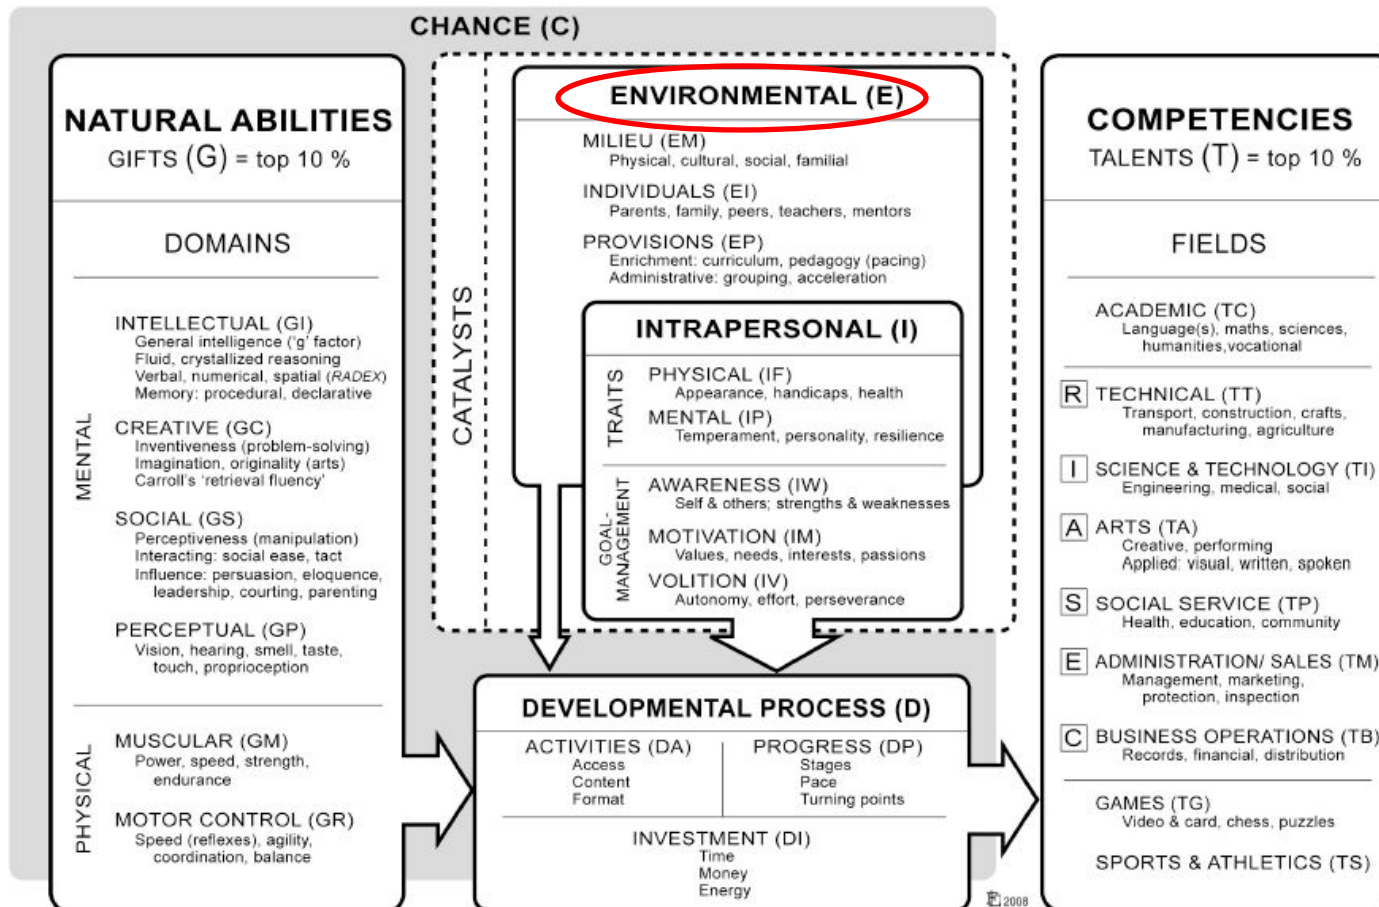 CHANCE (C)
NATURAL ABILITIES
GIFTS (G) = top 10 %
DOMAINS
MENTAL
INTELLECTUAL (GI)
General intelligence ('g' factor)
Fluid, crystallized reasoning
Verbal, numerical, spatial (RADEX)
Memory: procedural, declarative
CREATIVE (GC)
Inventiveness (problem-solving)
Imagination, originality (arts)
Carroll's 'retrieval fluency'
SOCIAL (GS)
Perceptiveness (manipulation)
Interacting: social ease, tact
Influence: persuasion, eloquence,
leadership, courting, parenting
PERCEPTUAL (GP)
Vision, hearing, smell, taste,
touch, proprioception
PHYSICAL
MUSCULAR (GM)
Power, speed, strength,
endurance
MOTOR CONTROL (GR)
Speed (reflexes), agility,
coordination, balance
CATALYSTS
ENVIRONMENTAL (E)
MILIEU (EM)
Physical, cultural, social, familial
INDIVIDUALS (EI)
Parents, family, peers, teachers, mentors
PROVISIONS (EP)
Enrichment: curriculum, pedagogy (pacing)
Administrative: grouping, acceleration
INTRAPERSONAL (I)
TRAITS
PHYSICAL (IF)
Appearance, handicaps, health
MENTAL (IP)
Temperament, personality, resilience
GOAL-
MANAGEMENT
AWARENESS (IW)
Self & others; strengths & weaknesses
MOTIVATION (IM)
Values, needs, interests, passions
VOLITION (IV)
Autonomy, effort, perseverance
DEVELOPMENTAL PROCESS (D)
ACTIVITIES (DA)
Access
Content
Format
PROGRESS (DP)
Stages
Pace
Turning points
INVESTMENT (DI)
Time
Money
Energy
2008
COMPETENCIES
TALENTS (T) = top 10 %
FIELDS
ACADEMIC (TC)
Language(s), maths, sciences,
humanities,vocational
R TECHNICAL (TT)
Transport, construction, crafts,
manufacturing, agriculture
I SCIENCE & TECHNOLOGY (TI)
Engineering, medical, social
A ARTS (TA)
Creative, performing
Applied: visual, written, spoken
S SOCIAL SERVICE (TP)
Health, education, community
E ADMINISTRATION/ SALES (TM)
Management, marketing,
protection, inspection
C BUSINESS OPERATIONS (TB)
Records, financial, distribution
GAMES (TG)
Video & card, chess, puzzles
SPORTS & ATHLETICS (TS)